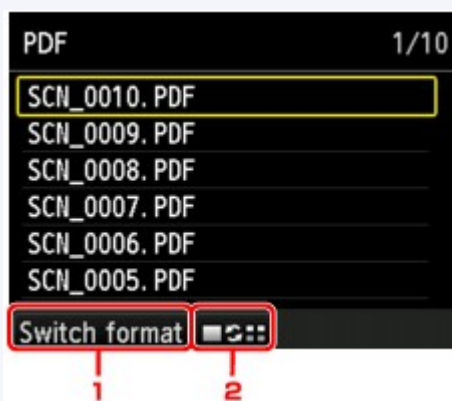 PDF 1/10
SCN_0010.PDF
SCN_0009.PDF
SCN_0008.PDF
SCN_0007.PDF
SCN_0006.PDF
SCN_0005.PDF
Switch format
1 2